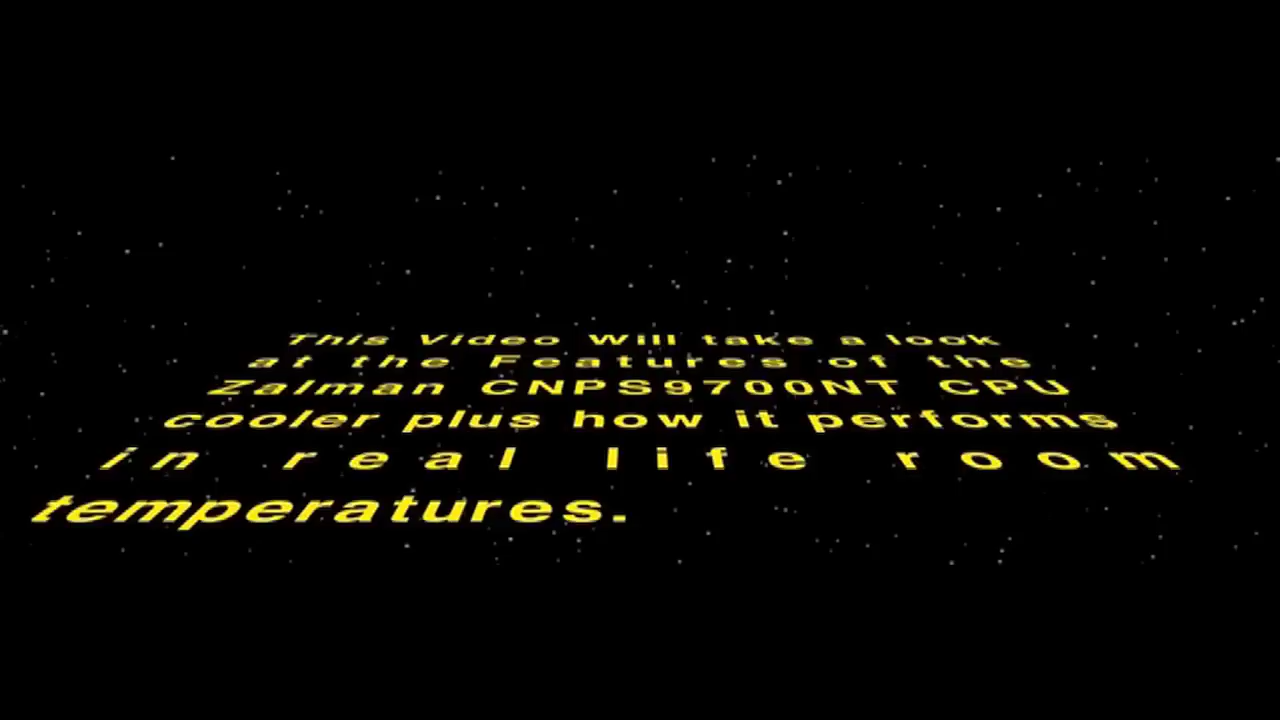 This Video Will take a look
at the Features of the
Zalman CNPS9700NT CPU
cooler plus how it performs
in real life room
temperatures.